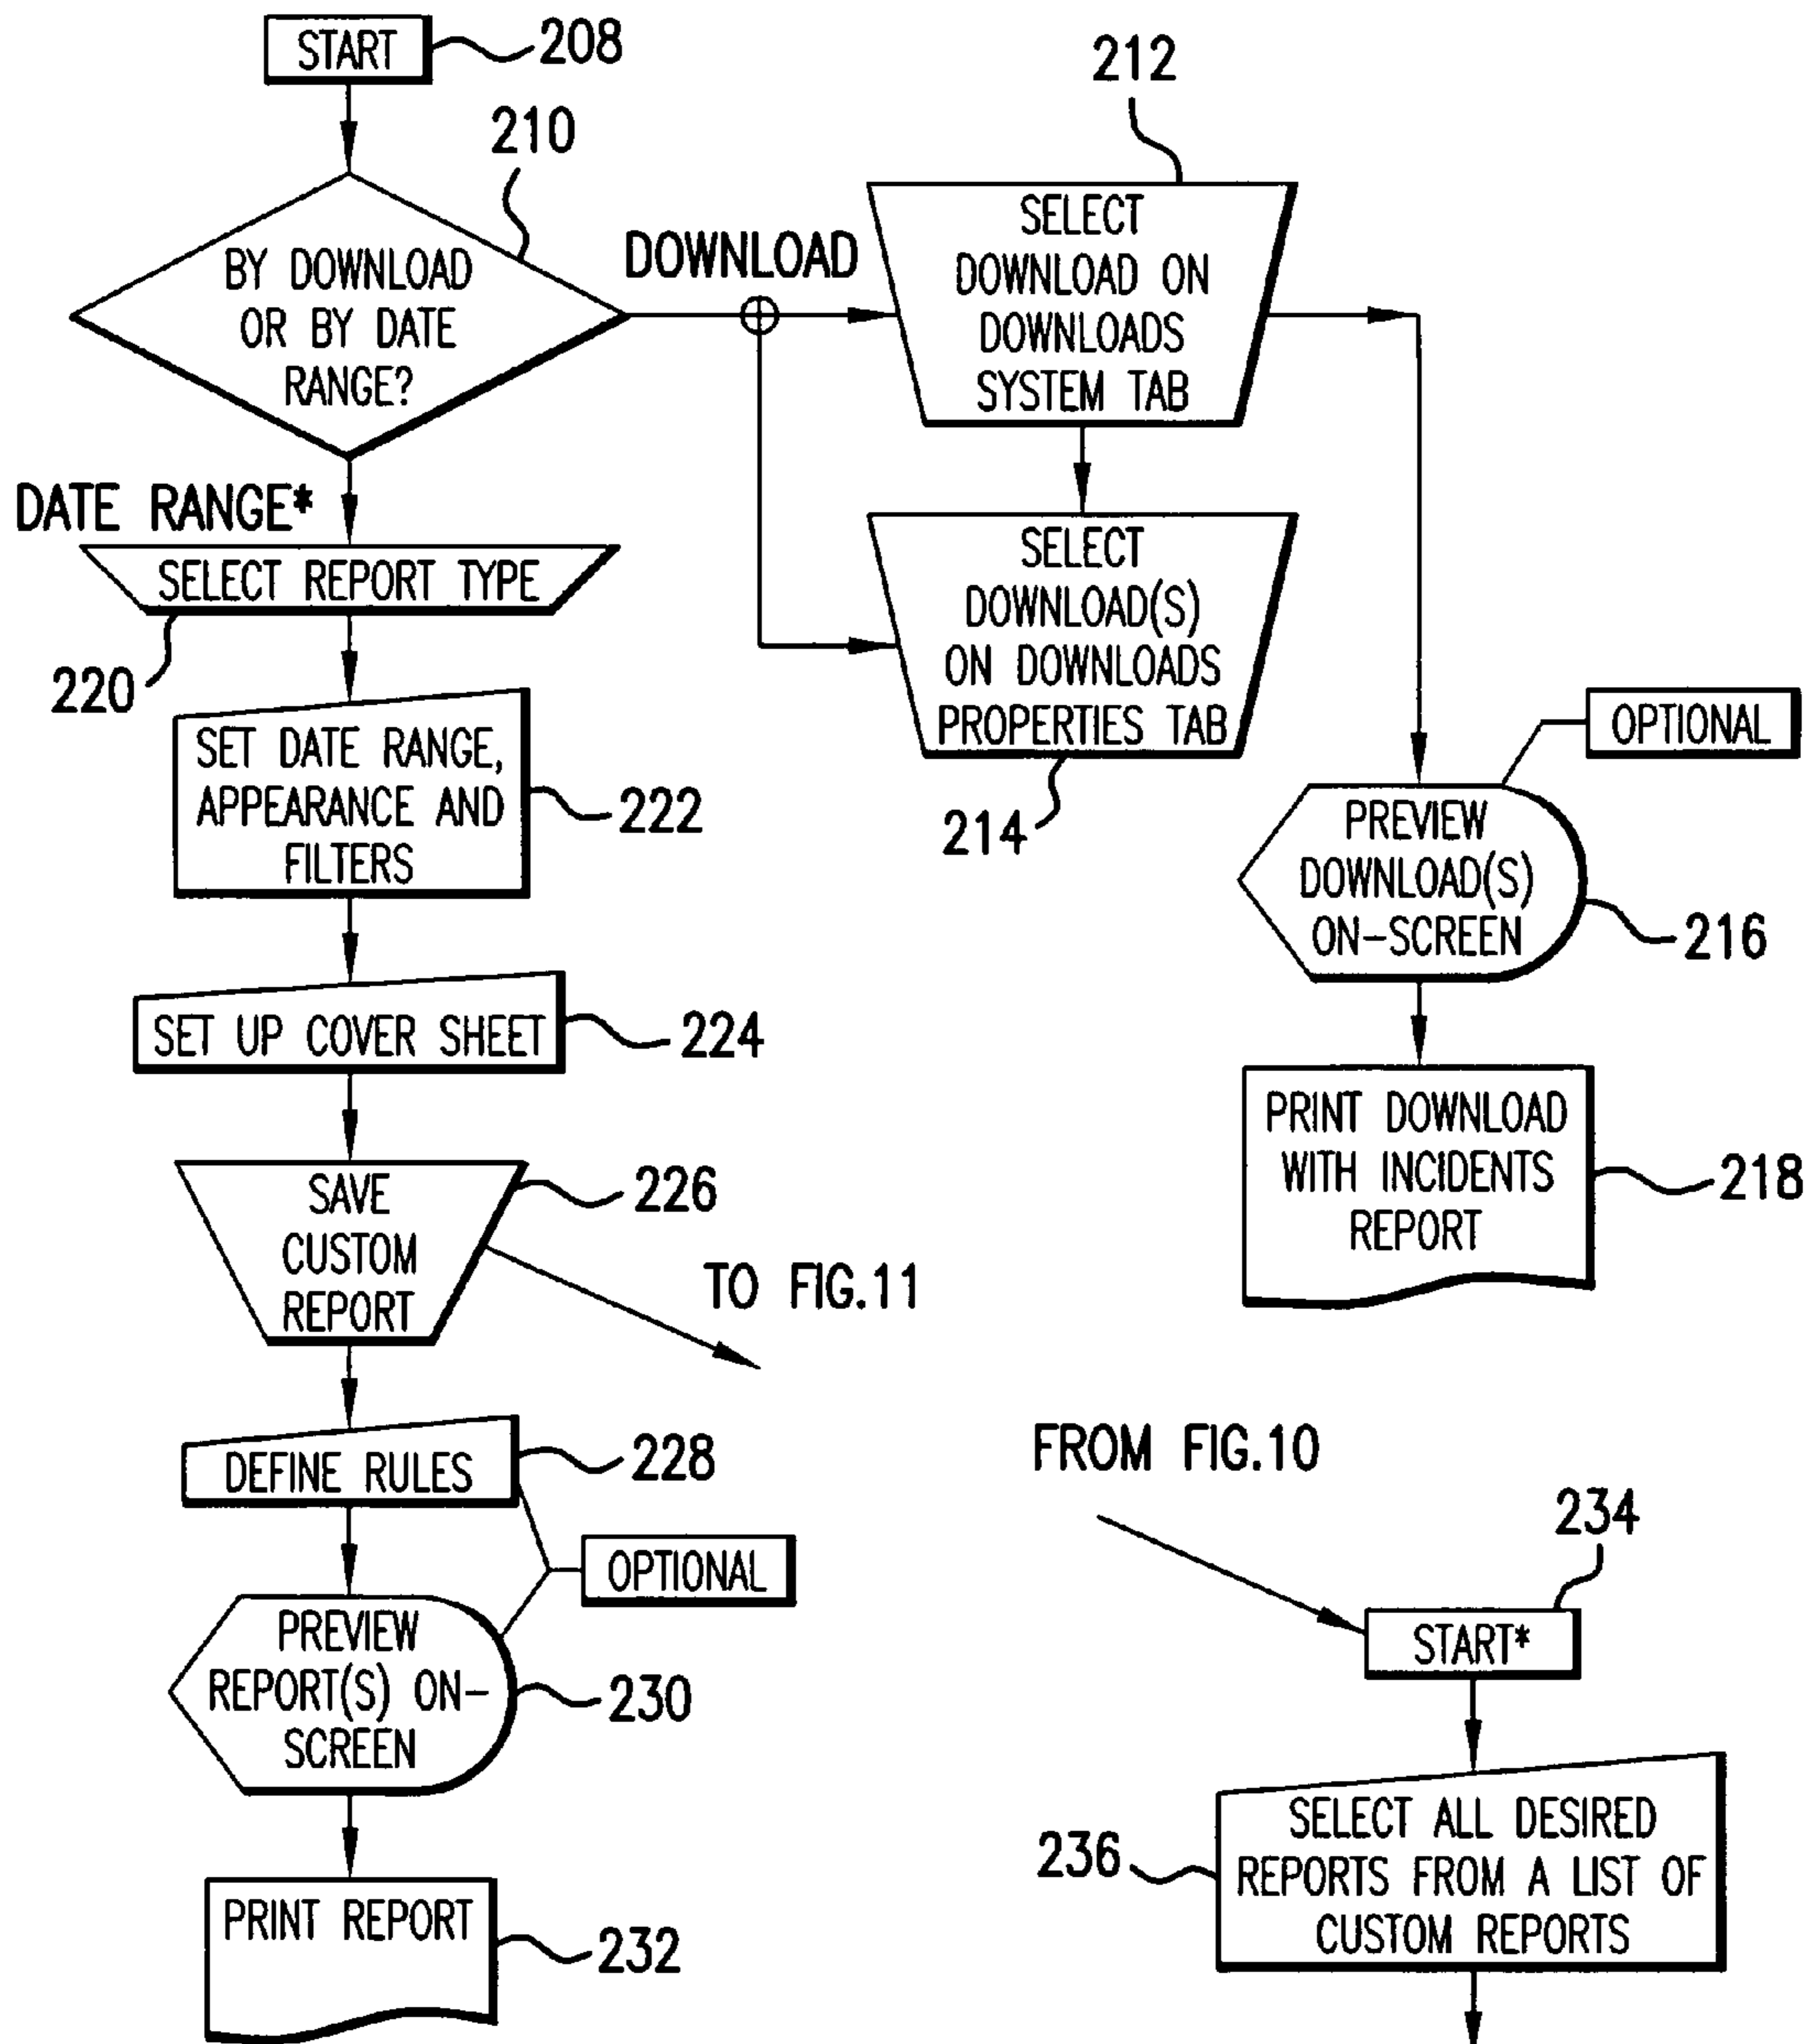 START
208
210
BY DOWNLOAD
OR BY DATE
RANGE?
DOWNLOAD
212
SELECT
DOWNLOAD ON
DOWNLOADS
SYSTEM TAB
SELECT
DOWNLOAD(S)
ON DOWNLOADS
PROPERTIES TAB
214
OPTIONAL
PREVIEW
DOWNLOAD(S)
ON-SCREEN
216
PRINT DOWNLOAD
WITH INCIDENTS
REPORT
218
DATE RANGE*
SELECT REPORT TYPE
220
SET DATE RANGE,
APPEARANCE AND
FILTERS
222
SET UP COVER SHEET
224
SAVE
CUSTOM
REPORT
226
TO FIG.11
DEFINE RULES
228
OPTIONAL
PREVIEW
REPORT(S) ON-
SCREEN
230
PRINT REPORT
232
FROM FIG.10
234
START*
236
SELECT ALL DESIRED
REPORTS FROM A LIST OF
CUSTOM REPORTS